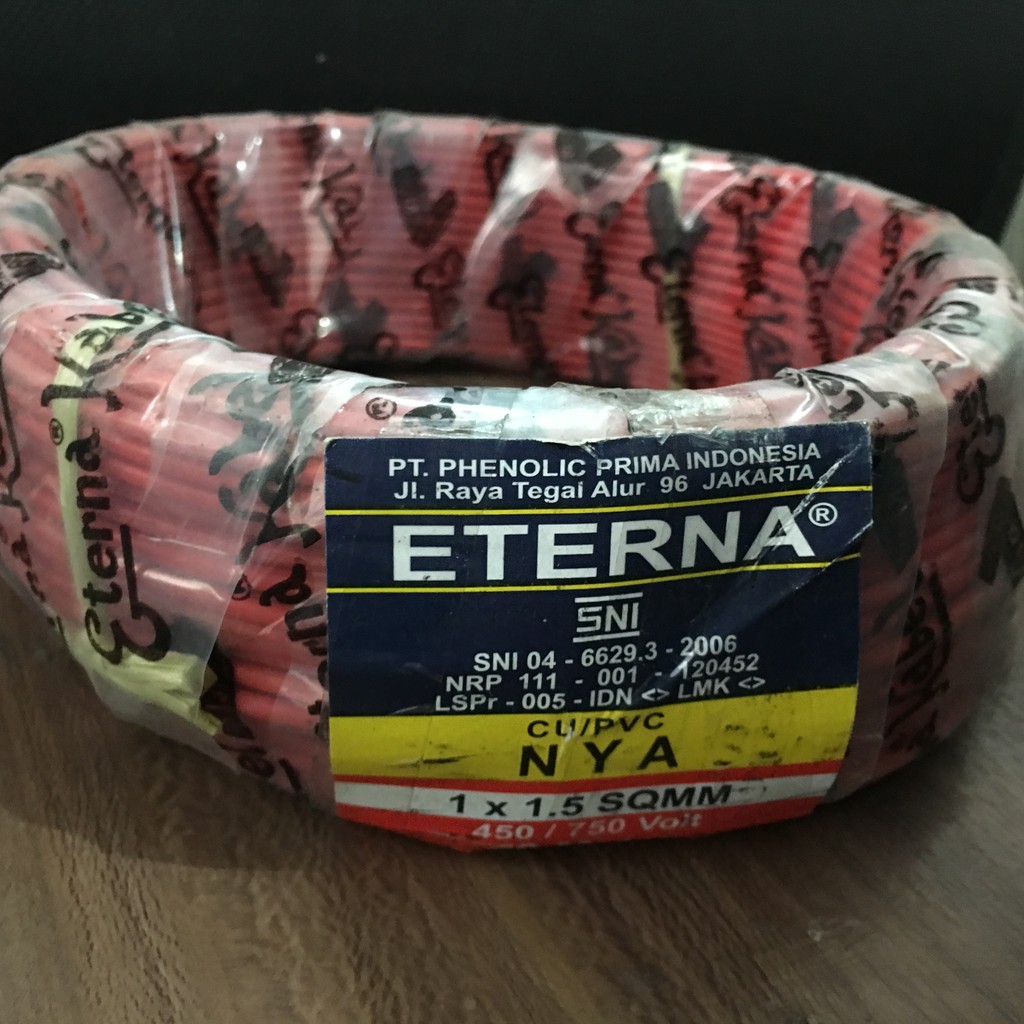 PT. PHENOLIC PRIMA INDONESIA
Jl. Raya Tegal Alur 96 JAKARTA
ETERNA®
SNI
SNI 04 - 6629.3 - 2006
NRP 111 - 001 - 120452
LSPr - 005 - IDN <> LMK <>
CU/PVC
NYA
1 x 1.5 SQMM
450 / 750 Volt
Eterna